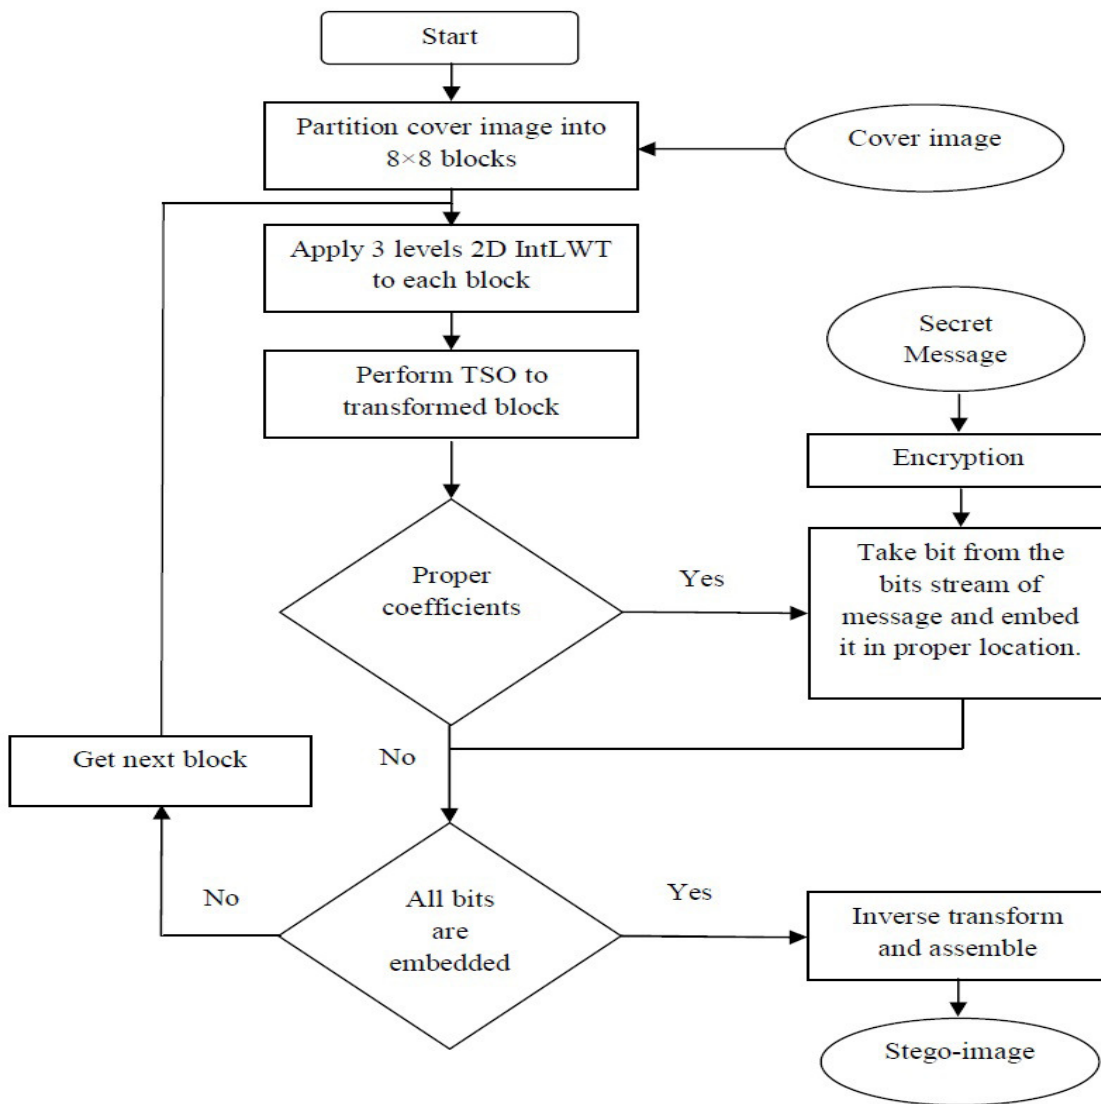 Start
Partition cover image into
8×8 blocks
Cover image
Apply 3 levels 2D IntLWT
to each block
Secret
Message
Perform TSO to
transformed block
Encryption
Proper
coefficients
Yes
Take bit from the
bits stream of
message and embed
it in proper location.
No
Get next block
No
All bits
are
embedded
Yes
Inverse transform
and assemble
Stego-image